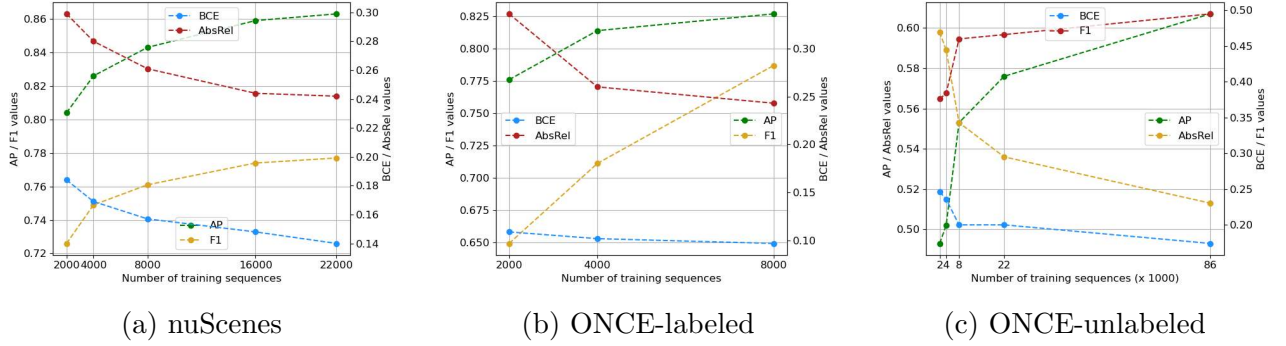 BCE
AbsRel
AP
F1
0.86
0.84
0.82
0.80
0.78
0.76
0.74
0.72
AP / F1 values
0.30
0.28
0.26
0.24
0.22
0.20
0.18
0.16
0.14
BCE / AbsRel values
2000 4000 8000 16000 22000
Number of training sequences
(a) nuScenes
BCE
AbsRel
AP
F1
0.825
0.800
0.775
0.750
0.725
0.700
0.675
0.650
AP / F1 values
0.30
0.25
0.20
0.15
0.10
BCE / AbsRel values
2000 4000 8000
Number of training sequences
(b) ONCE-labeled
BCE
F1
AP
AbsRel
0.60
0.58
0.56
0.54
0.52
0.50
AP / AbsRel values
0.50
0.45
0.40
0.35
0.30
0.25
0.20
BCE / F1 values
2 4 8 22 86
Number of training sequences (x 1000)
(c) ONCE-unlabeled